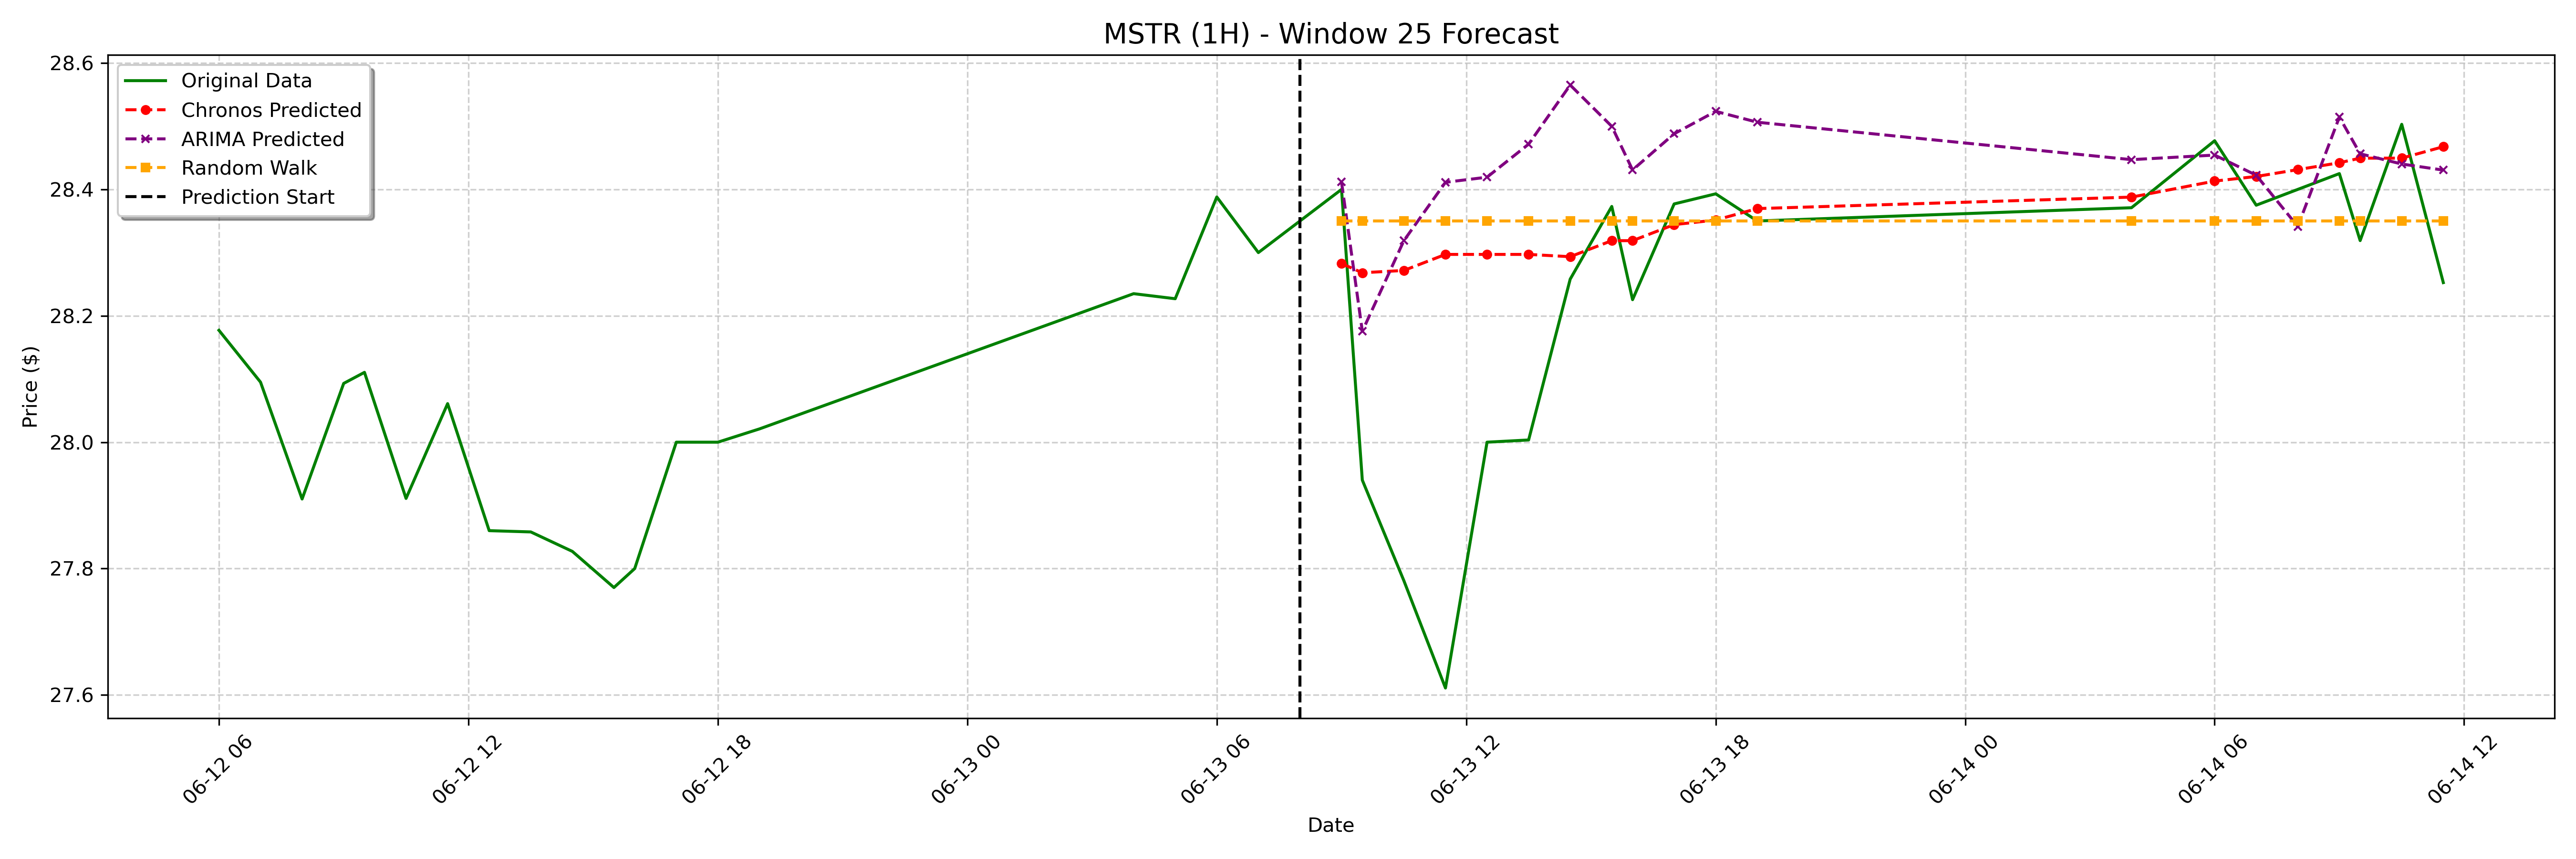 MSTR (1H) - Window 25 Forecast
Original Data
Chronos Predicted
ARIMA Predicted
Random Walk
Prediction Start
Price ($)
28.6
28.4
28.2
28.0
27.8
27.6
06-12 06
06-12 12
06-12 18
06-13 00
06-13 06
06-13 12
06-13 18
06-14 00
06-14 06
06-14 12
Date